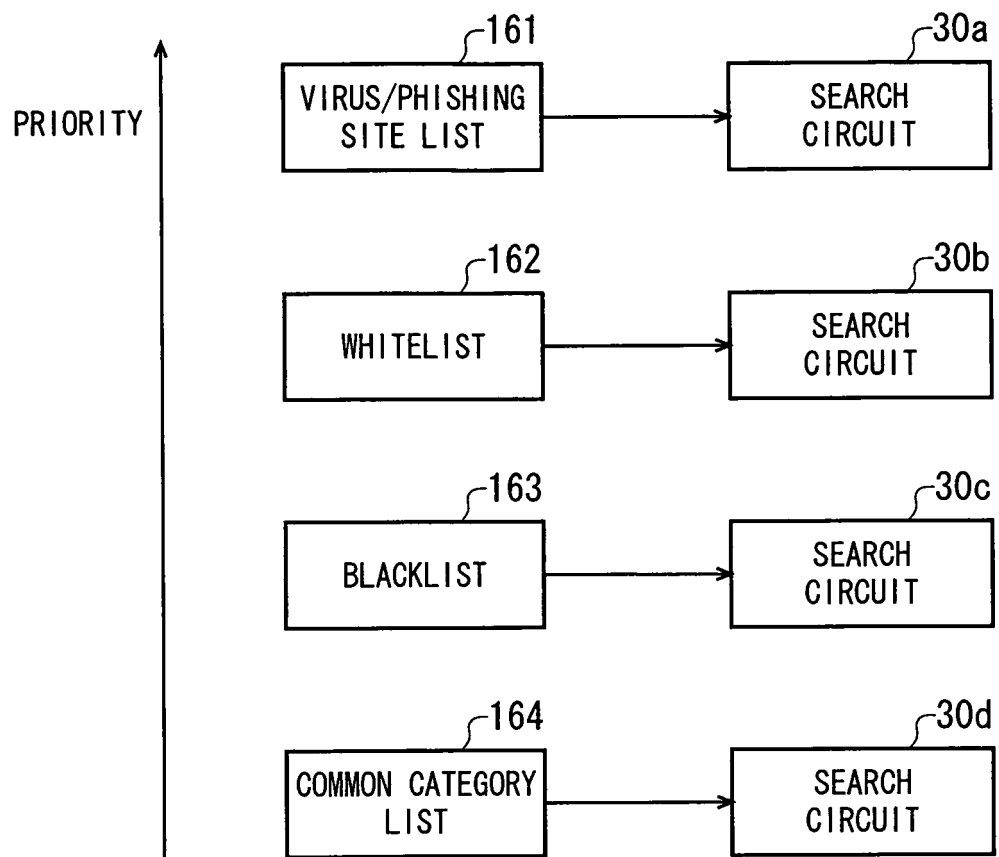 161
30a
PRIORITY
VIRUS/PHISHING
SITE LIST
SEARCH
CIRCUIT
162
30b
WHITELIST
SEARCH
CIRCUIT
163
30c
BLACKLIST
SEARCH
CIRCUIT
164
30d
COMMON CATEGORY
LIST
SEARCH
CIRCUIT